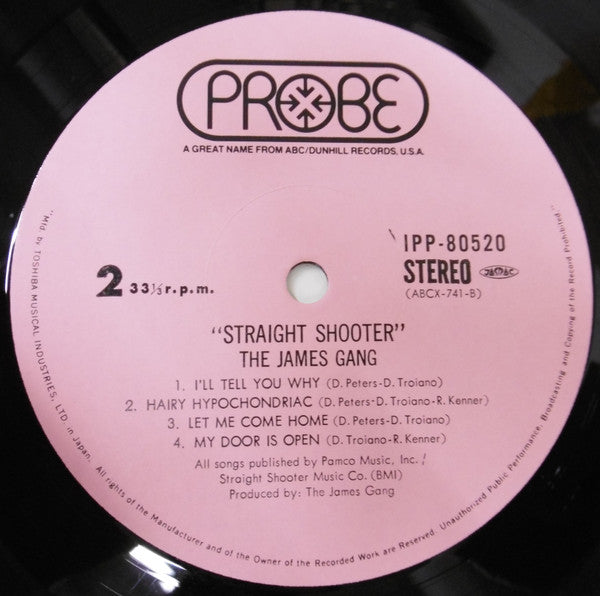 PROBE
A GREAT NAME FROM ABC/DUNHILL RECORDS, U.S.A.
IPP-80520
2 33⅓ r.p.m.
STEREO JASRAC
(ABCX-741-B)
"STRAIGHT SHOOTER"
THE JAMES GANG
1. I'LL TELL YOU WHY (D. Peters-D. Troiano)
2. HAIRY HYPOCHONDRIAC (D. Peters-D. Troiano-R. Kenner)
3. LET ME COME HOME (D. Peters-D. Troiano)
4. MY DOOR IS OPEN (D. Troiano-R. Kenner)
All songs published by Pamco Music, Inc./
Straight Shooter Music Co. (BMI)
Produced by: The James Gang
"Mfd. by TOSHIBA MUSICAL INDUSTRIES, LTD. in Japan. All rights of the Manufacturer and of the Owner of the Recorded Work are Reserved. Unauthorized Public Performance, Broadcasting and Copying of the Record Prohibited."